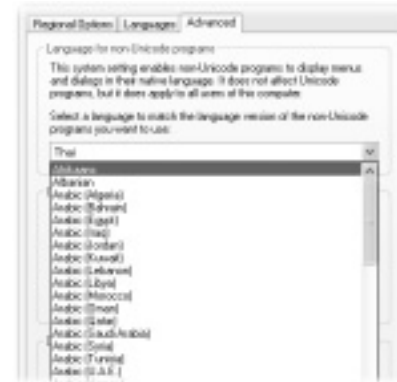 Regional Options Languages Advanced
Language for non-Unicode programs
This system setting enables non-Unicode programs to display menus
and dialogs in their native language. It does not affect Unicode
programs, but it does apply to all users of this computer.
Select a language to match the language version of the non-Unicode
programs you want to use:
Thai
Afrikaans
Albanian
Arabic (Algeria)
Arabic (Bahrain)
Arabic (Egypt)
Arabic (Iraq)
Arabic (Jordan)
Arabic (Kuwait)
Arabic (Lebanon)
Arabic (Libya)
Arabic (Morocco)
Arabic (Oman)
Arabic (Qatar)
Arabic (Saudi Arabia)
Arabic (Syria)
Arabic (Tunisia)
Arabic (U.A.E.)